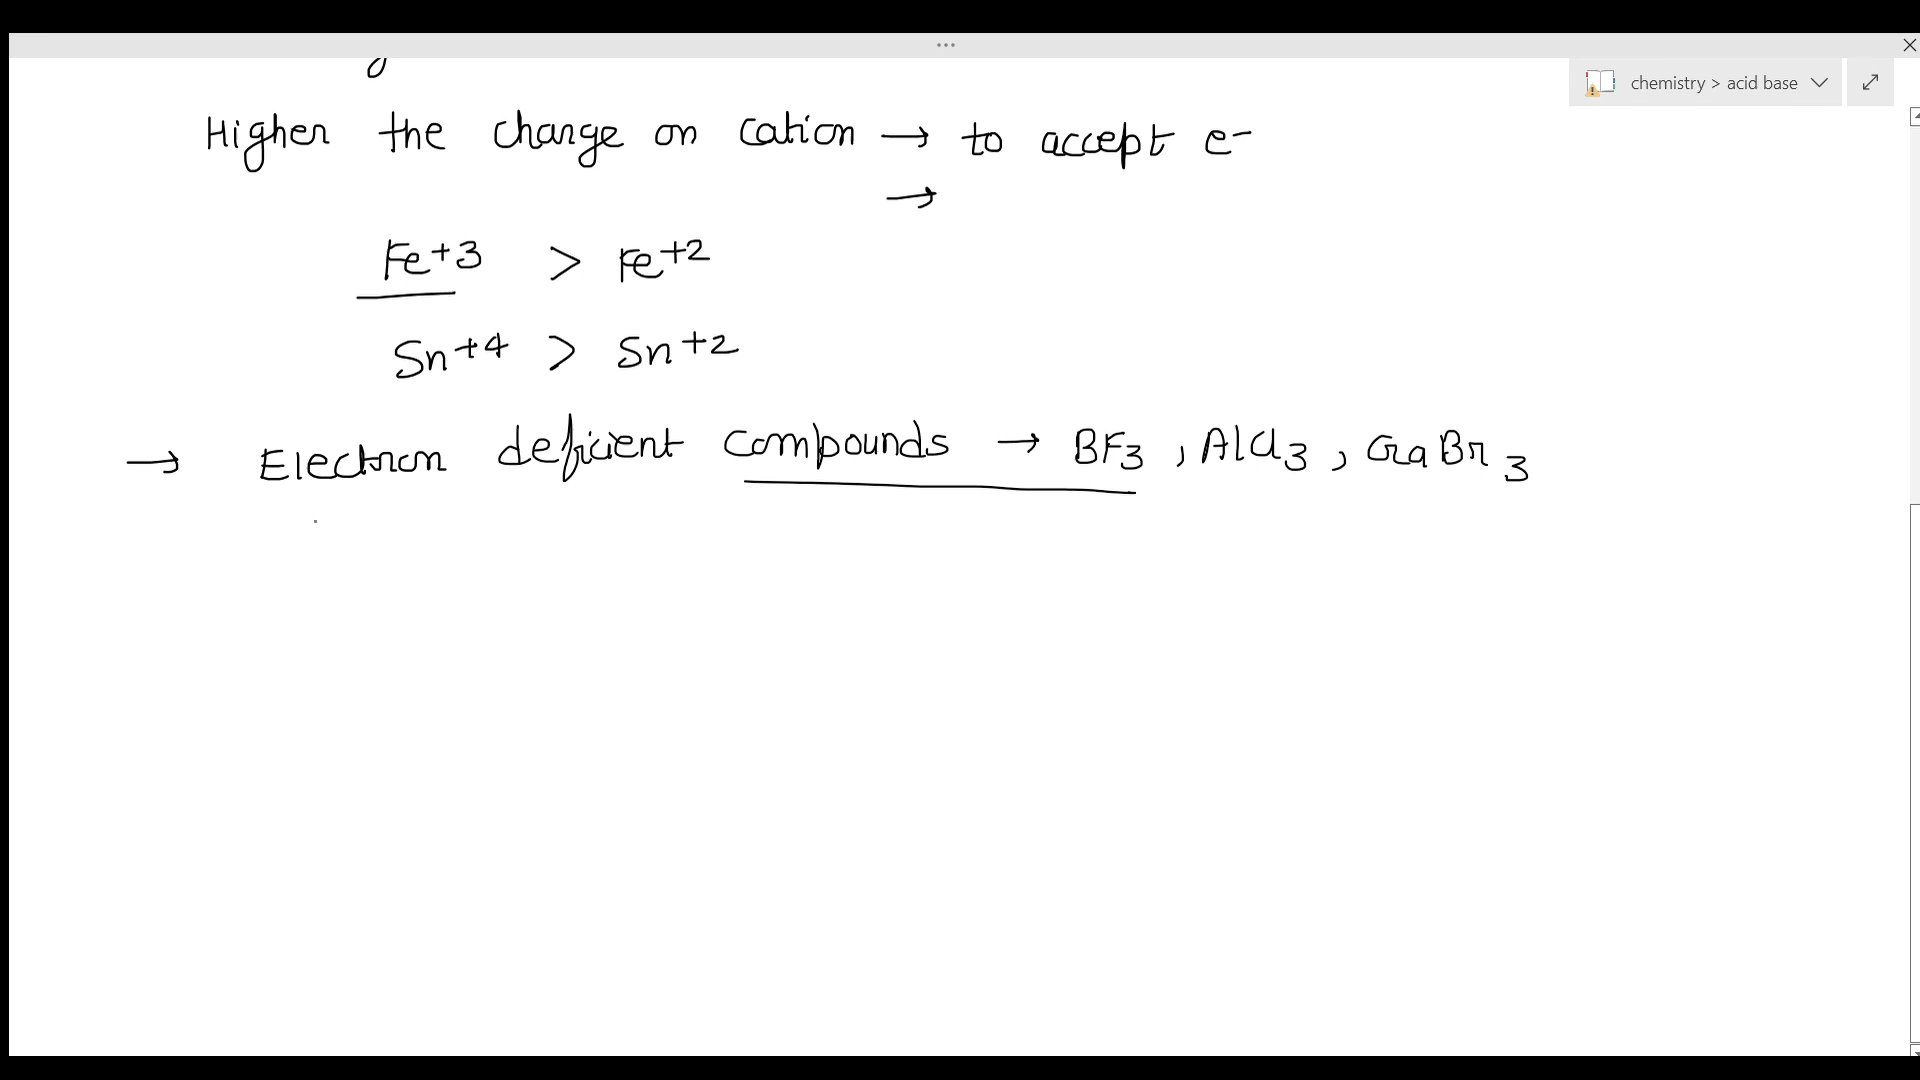 chemistry > acid base
Higher the charge on cation → to accept e-
→
Fe+3 > Fe+2
Sn+4 > Sn+2
→ Electron deficient compounds → BF3 , AlCl3 , GaBr3